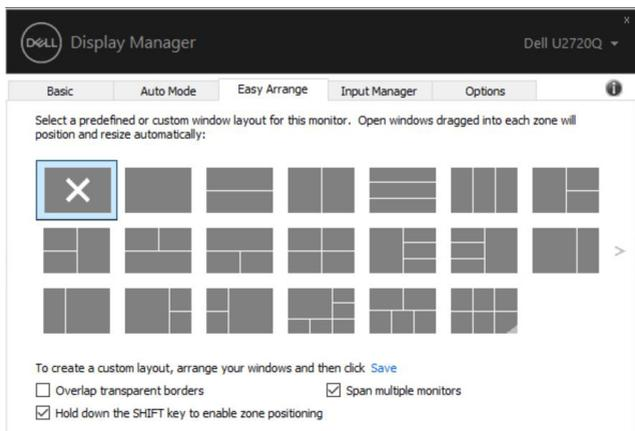 DELL Display Manager
Dell U2720Q
x
Basic
Auto Mode
Easy Arrange
Input Manager
Options
Select a predefined or custom window layout for this monitor. Open windows dragged into each zone will
position and resize automatically:
>
To create a custom layout, arrange your windows and then click Save
Overlap transparent borders
Span multiple monitors
Hold down the SHIFT key to enable zone positioning